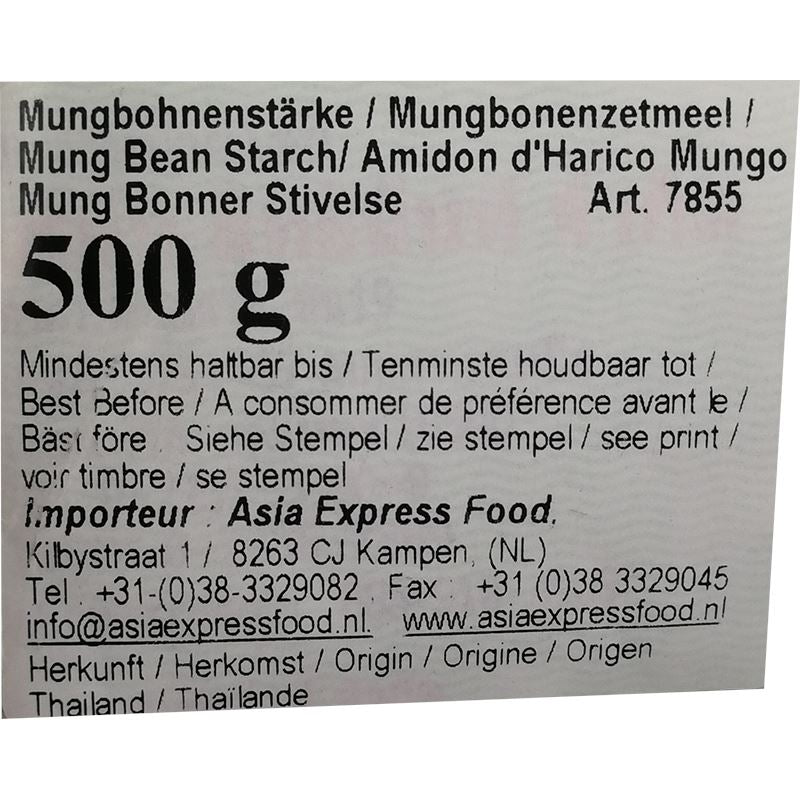 Mungbohnenstärke / Mungbonenzetmeel /
Mung Bean Starch/ Amidon d'Harico Mungo
Mung Bonner Stivelse Art. 7855
500 g
Mindestens haltbar bis / Tenminste houdbaar tot /
Best Before / A consommer de préférence avant le /
Bäst före . Siehe Stempel / zie stempel / see print /
voir timbre / se stempel
Importeur : Asia Express Food.
Kilbystraat 1 / 8263 CJ Kampen, (NL)
Tel . +31-(0)38-3329082 . Fax : +31 (0)38 3329045
info@asiaexpressfood.nl. www.asiaexpressfood.nl
Herkunft / Herkomst / Origin / Origine / Origen
Thailand / Thaïlande